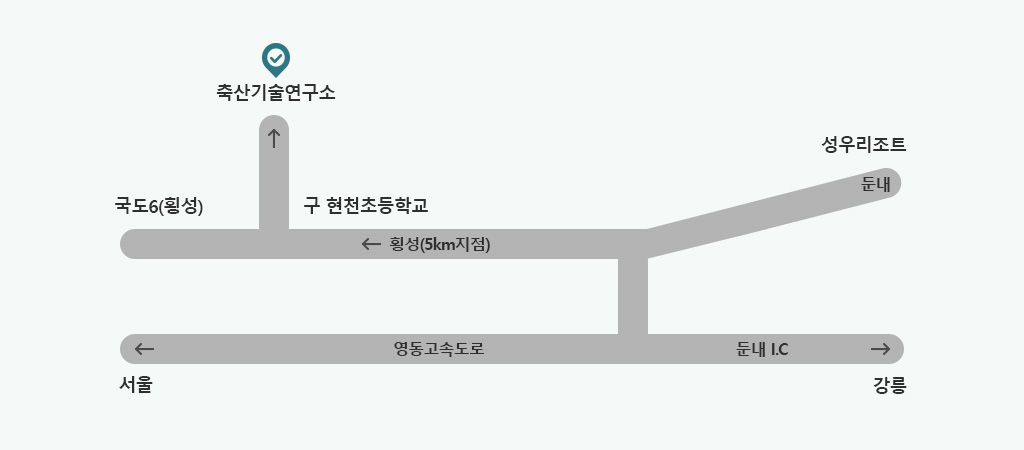 축산기술연구소
성우리조트
둔내
국도6(횡성)
구 현천초등학교
횡성(5km지점)
영동고속도로
둔내 I.C
서울
강릉